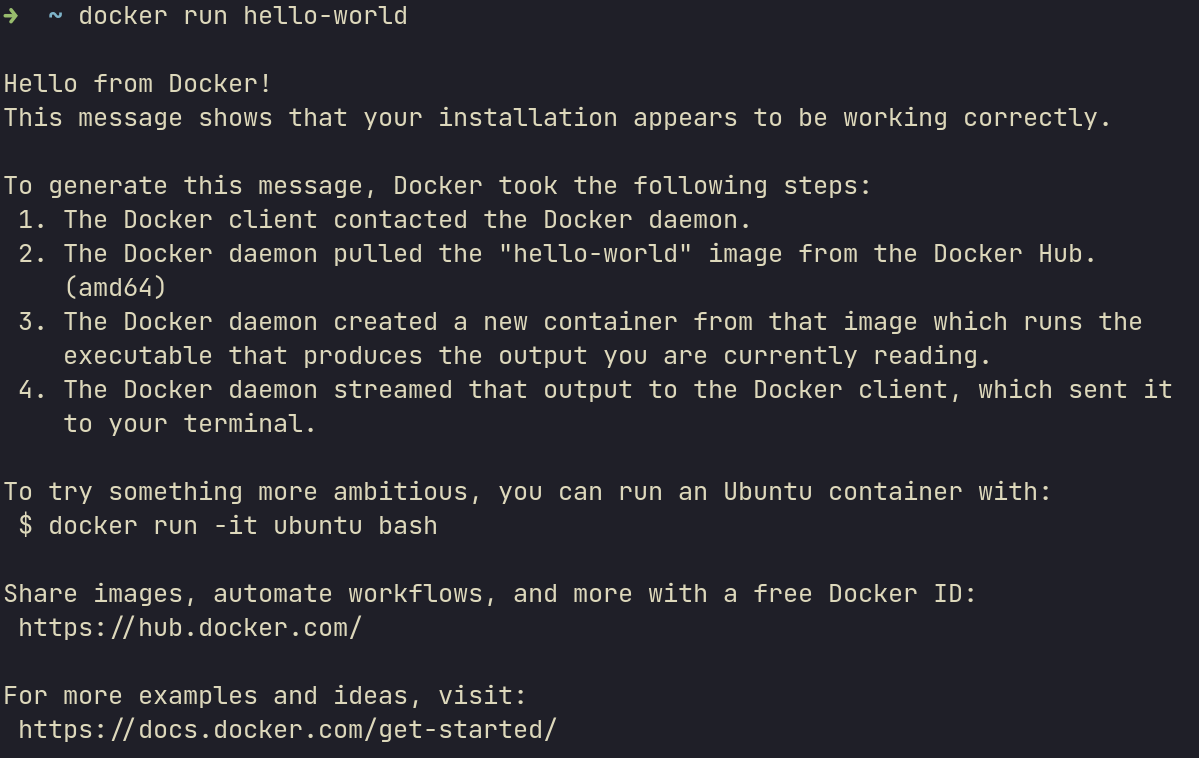 ➜  ~ docker run hello-world

Hello from Docker!
This message shows that your installation appears to be working correctly.

To generate this message, Docker took the following steps:
 1. The Docker client contacted the Docker daemon.
 2. The Docker daemon pulled the "hello-world" image from the Docker Hub.
    (amd64)
 3. The Docker daemon created a new container from that image which runs the
    executable that produces the output you are currently reading.
 4. The Docker daemon streamed that output to the Docker client, which sent it
    to your terminal.

To try something more ambitious, you can run an Ubuntu container with:
 $ docker run -it ubuntu bash

Share images, automate workflows, and more with a free Docker ID:
 https://hub.docker.com/

For more examples and ideas, visit:
 https://docs.docker.com/get-started/